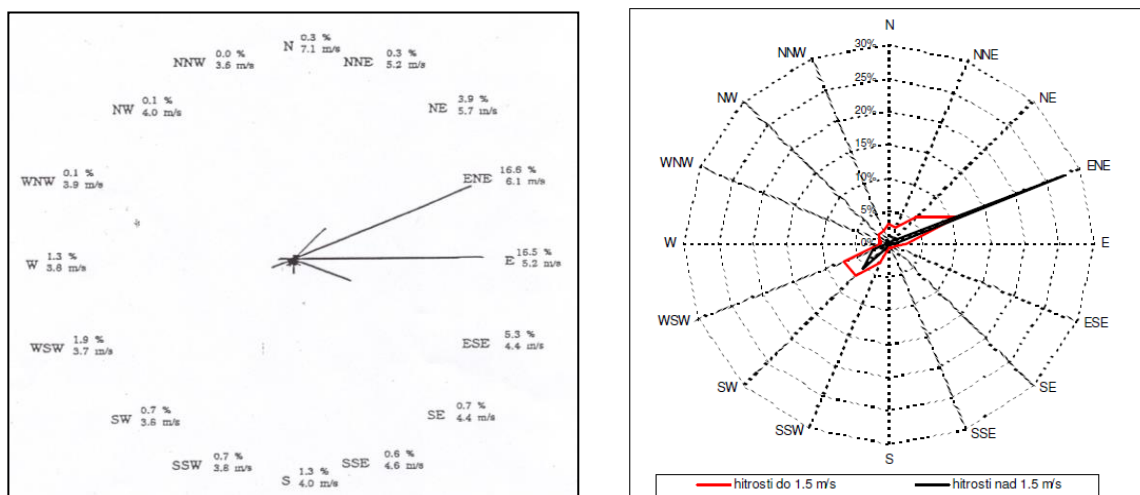 N 0.3 %
7.1 m/s
NNE 0.3 %
5.2 m/s
NE 3.9 %
5.7 m/s
ENE 16.6 %
6.1 m/s
E 16.5 %
5.2 m/s
ESE 5.3 %
4.4 m/s
SE 0.7 %
4.4 m/s
SSE 0.6 %
4.6 m/s
S 1.3 %
4.0 m/s
SSW 0.7 %
3.8 m/s
SW 0.7 %
3.8 m/s
WSW 1.9 %
3.7 m/s
W 1.3 %
3.8 m/s
WNW 0.1 %
3.9 m/s
NW 0.1 %
4.0 m/s
NNW 0.0 %
3.6 m/s
N
NNE
NE
ENE
E
ESE
SE
SSE
S
SSW
SW
WSW
W
WNW
NW
NNW
30%
25%
20%
15%
10%
5%
0%
hitrosti do 1.5 m/s
hitrosti nad 1.5 m/s